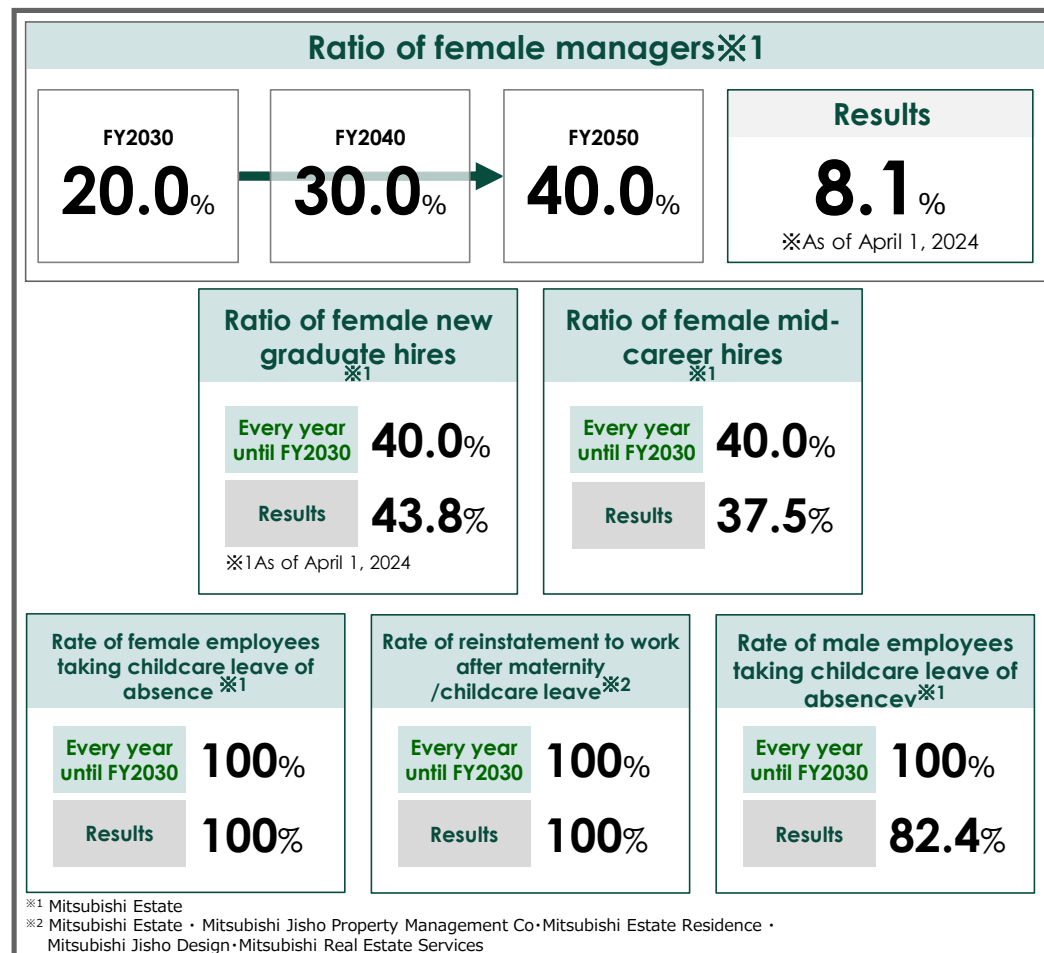 Ratio of female managers※1
FY2030
20.0%
FY2040
30.0%
FY2050
40.0%
Results
8.1%
※As of April 1, 2024
Ratio of female new
graduate hires
※1
Every year
until FY2030
40.0%
Results
43.8%
※1As of April 1, 2024
Ratio of female mid-
career hires
※1
Every year
until FY2030
40.0%
Results
37.5%
Rate of female employees
taking childcare leave of
absence ※1
Every year
until FY2030
100%
Results
100%
Rate of reinstatement to work
after maternity
/childcare leave※2
Every year
until FY2030
100%
Results
100%
Rate of male employees
taking childcare leave of
absencev※1
Every year
until FY2030
100%
Results
82.4%
※1 Mitsubishi Estate
※2 Mitsubishi Estate・Mitsubishi Jisho Property Management Co・Mitsubishi Estate Residence・
Mitsubishi Jisho Design・Mitsubishi Real Estate Services